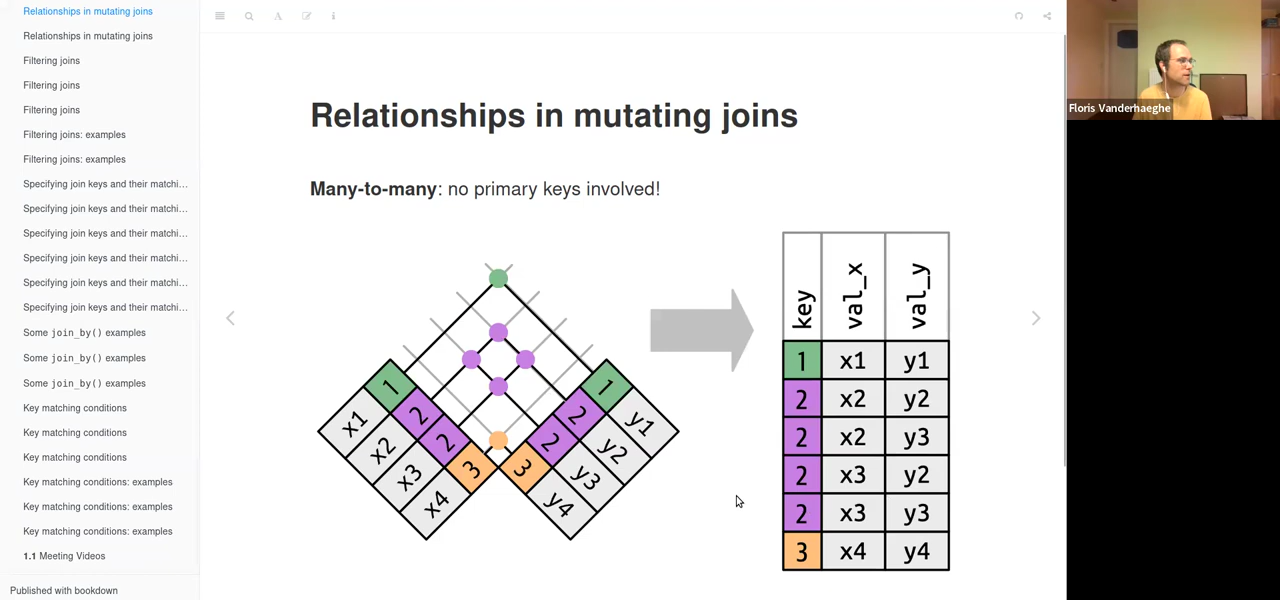 Relationships in mutating joins
Relationships in mutating joins
Filtering joins
Filtering joins
Filtering joins
Filtering joins: examples
Filtering joins: examples
Specifying join keys and their matchi...
Specifying join keys and their matchi...
Specifying join keys and their matchi...
Specifying join keys and their matchi...
Specifying join keys and their matchi...
Specifying join keys and their matchi...
Some join_by() examples
Some join_by() examples
Some join_by() examples
Key matching conditions
Key matching conditions
Key matching conditions
Key matching conditions: examples
Key matching conditions: examples
Key matching conditions: examples
1.1 Meeting Videos
Published with bookdown
A
i
Relationships in mutating joins
Many-to-many: no primary keys involved!
x1 1
x2 2
x3 2
x4 3
1 y1
2 y2
2 y3
3 y4
key val_x val_y
1 x1 y1
2 x2 y2
2 x2 y3
2 x3 y2
2 x3 y3
3 x4 y4
Floris Vanderhaeghe